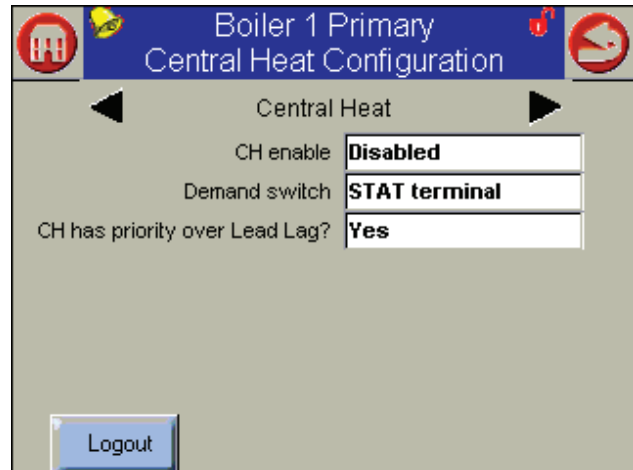 Boiler 1 Primary
Central Heat Configuration
Central Heat
CH enable Disabled
Demand switch STAT terminal
CH has priority over Lead Lag? Yes
Logout